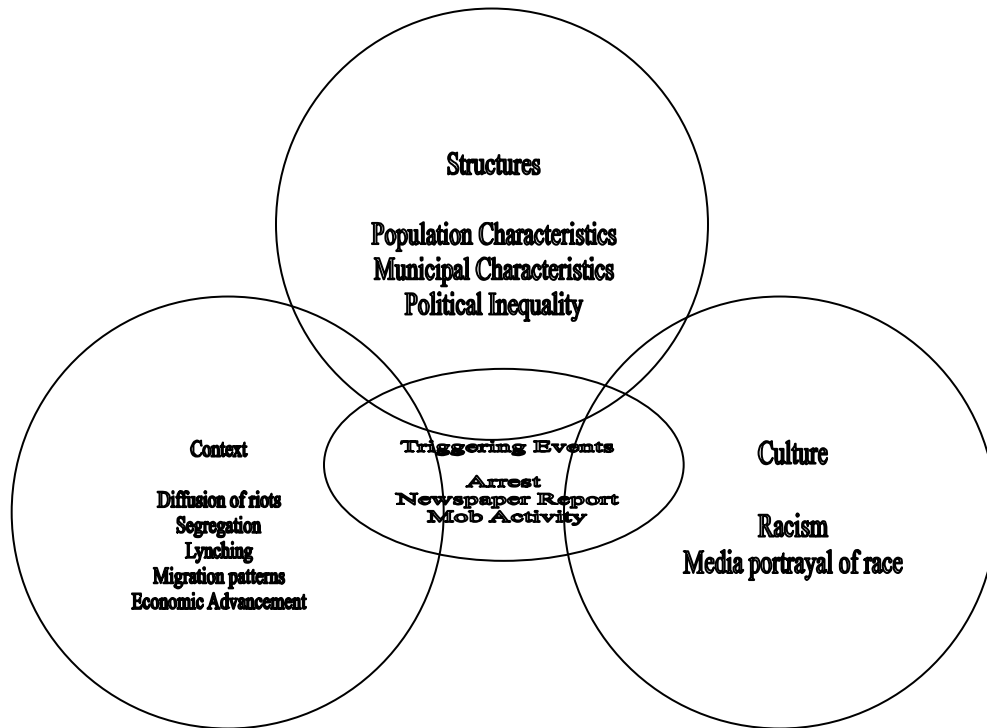 Structures
Population Characteristics
Municipal Characteristics
Political Inequality
Context
Diffusion of riots
Segregation
Lynching
Migration patterns
Economic Advancement
Triggering Events
Arrest
Newspaper Report
Mob Activity
Culture
Racism
Media portrayal of race